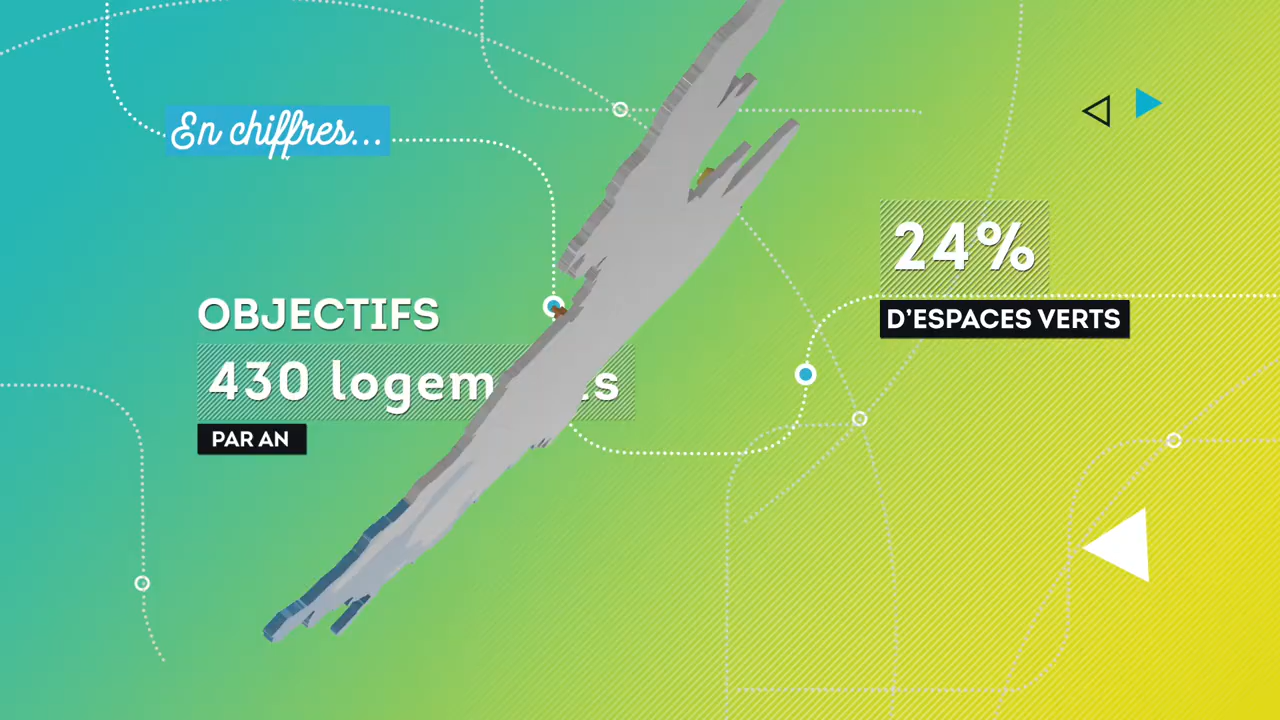 En chiffres...
OBJECTIFS
430
PAR AN
24%
D'ESPACES VERTS